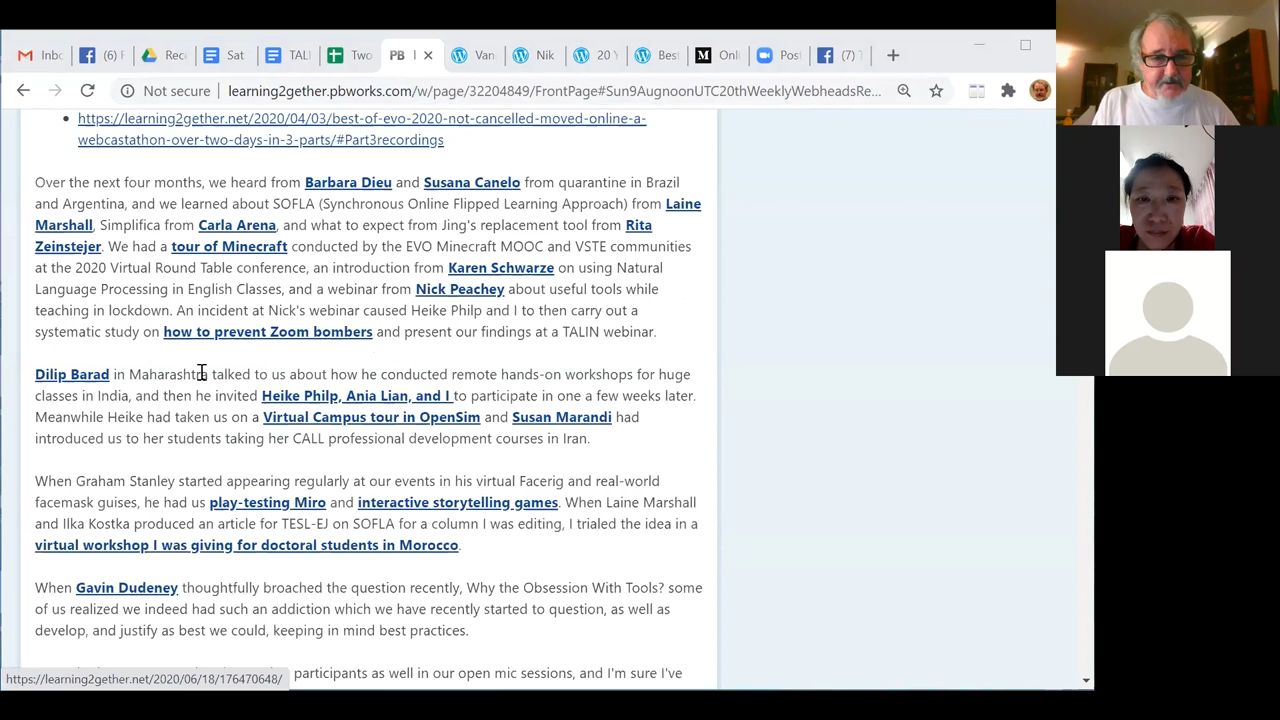 Inb (6) F Rec Sat TALI Two PB Van Nik 20 Y Bes Onli Post (7) T
Not secure learning2gether.pbworks.com/w/page/32204849/FrontPage#Sun9AugnoonUTC20thWeeklyWebheadsRe...
https://learning2gether.net/2020/04/03/best-of-evo-2020-not-cancelled-moved-online-a-
webcastathon-over-two-days-in-3-parts/#Part3recordings
Over the next four months, we heard from Barbara Dieu and Susana Canelo from quarantine in Brazil
and Argentina, and we learned about SOFLA (Synchronous Online Flipped Learning Approach) from Laine
Marshall, Simplifica from Carla Arena, and what to expect from Jing's replacement tool from Rita
Zeinstejer. We had a tour of Minecraft conducted by the EVO Minecraft MOOC and VSTE communities
at the 2020 Virtual Round Table conference, an introduction from Karen Schwarze on using Natural
Language Processing in English Classes, and a webinar from Nick Peachey about useful tools while
teaching in lockdown. An incident at Nick's webinar caused Heike Philp and I to then carry out a
systematic study on how to prevent Zoom bombers and present our findings at a TALIN webinar.
Dilip Barad in Maharashtra talked to us about how he conducted remote hands-on workshops for huge
classes in India, and then he invited Heike Philp, Ania Lian, and I to participate in one a few weeks later.
Meanwhile Heike had taken us on a Virtual Campus tour in OpenSim and Susan Marandi had
introduced us to her students taking her CALL professional development courses in Iran.
When Graham Stanley started appearing regularly at our events in his virtual Facerig and real-world
facemask guises, he had us play-testing Miro and interactive storytelling games. When Laine Marshall
and Ilka Kostka produced an article for TESL-EJ on SOFLA for a column I was editing, I trialed the idea in a
virtual workshop I was giving for doctoral students in Morocco.
When Gavin Dudeney thoughtfully broached the question recently, Why the Obsession With Tools? some
of us realized we indeed had such an addiction which we have recently started to question, as well as
develop, and justify as best we could, keeping in mind best practices.
participants as well in our open mic sessions, and I'm sure I've
https://learning2gether.net/2020/06/18/176470648/